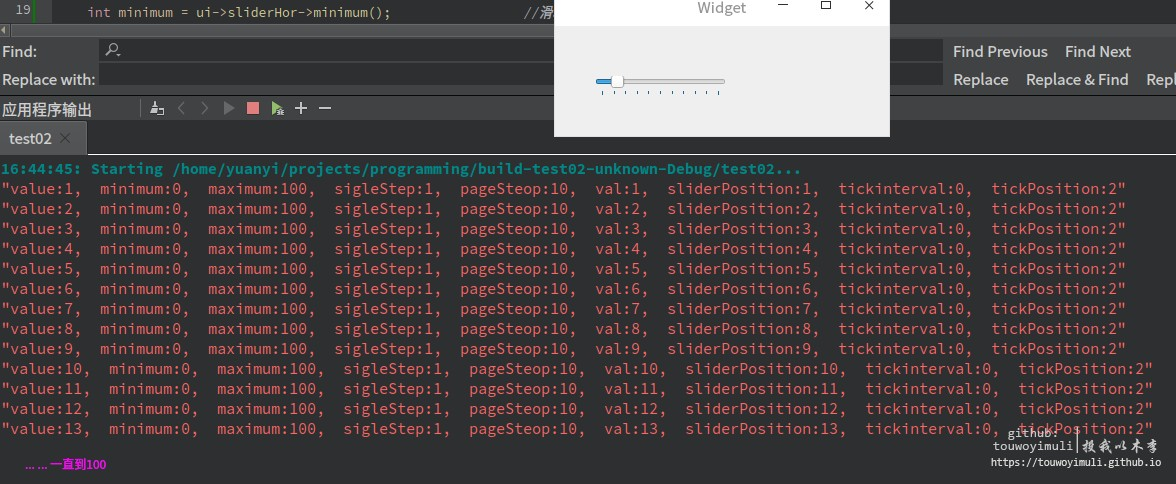 19 int minimum = ui->sliderHor->minimum(); //滑
Widget
Find: Find Previous Find Next
Replace with: Replace Replace & Find Repl
应用程序输出
test02
16:44:45: Starting /home/yuanyi/projects/programming/build-test02-unknown-Debug/test02...
"value:1, minimum:0, maximum:100, sigleStep:1, pageSteop:10, val:1, sliderPosition:1, tickinterval:0, tickPosition:2"
"value:2, minimum:0, maximum:100, sigleStep:1, pageSteop:10, val:2, sliderPosition:2, tickinterval:0, tickPosition:2"
"value:3, minimum:0, maximum:100, sigleStep:1, pageSteop:10, val:3, sliderPosition:3, tickinterval:0, tickPosition:2"
"value:4, minimum:0, maximum:100, sigleStep:1, pageSteop:10, val:4, sliderPosition:4, tickinterval:0, tickPosition:2"
"value:5, minimum:0, maximum:100, sigleStep:1, pageSteop:10, val:5, sliderPosition:5, tickinterval:0, tickPosition:2"
"value:6, minimum:0, maximum:100, sigleStep:1, pageSteop:10, val:6, sliderPosition:6, tickinterval:0, tickPosition:2"
"value:7, minimum:0, maximum:100, sigleStep:1, pageSteop:10, val:7, sliderPosition:7, tickinterval:0, tickPosition:2"
"value:8, minimum:0, maximum:100, sigleStep:1, pageSteop:10, val:8, sliderPosition:8, tickinterval:0, tickPosition:2"
"value:9, minimum:0, maximum:100, sigleStep:1, pageSteop:10, val:9, sliderPosition:9, tickinterval:0, tickPosition:2"
"value:10, minimum:0, maximum:100, sigleStep:1, pageSteop:10, val:10, sliderPosition:10, tickinterval:0, tickPosition:2"
"value:11, minimum:0, maximum:100, sigleStep:1, pageSteop:10, val:11, sliderPosition:11, tickinterval:0, tickPosition:2"
"value:12, minimum:0, maximum:100, sigleStep:1, pageSteop:10, val:12, sliderPosition:12, tickinterval:0, tickPosition:2"
"value:13, minimum:0, maximum:100, sigleStep:1, pageSteop:10, val:13, sliderPosition:13, tickinterval:0, tickPosition:2"
... ... 一直到100
github:
touwoyimuli 投我以木李
https://touwoyimuli.github.io